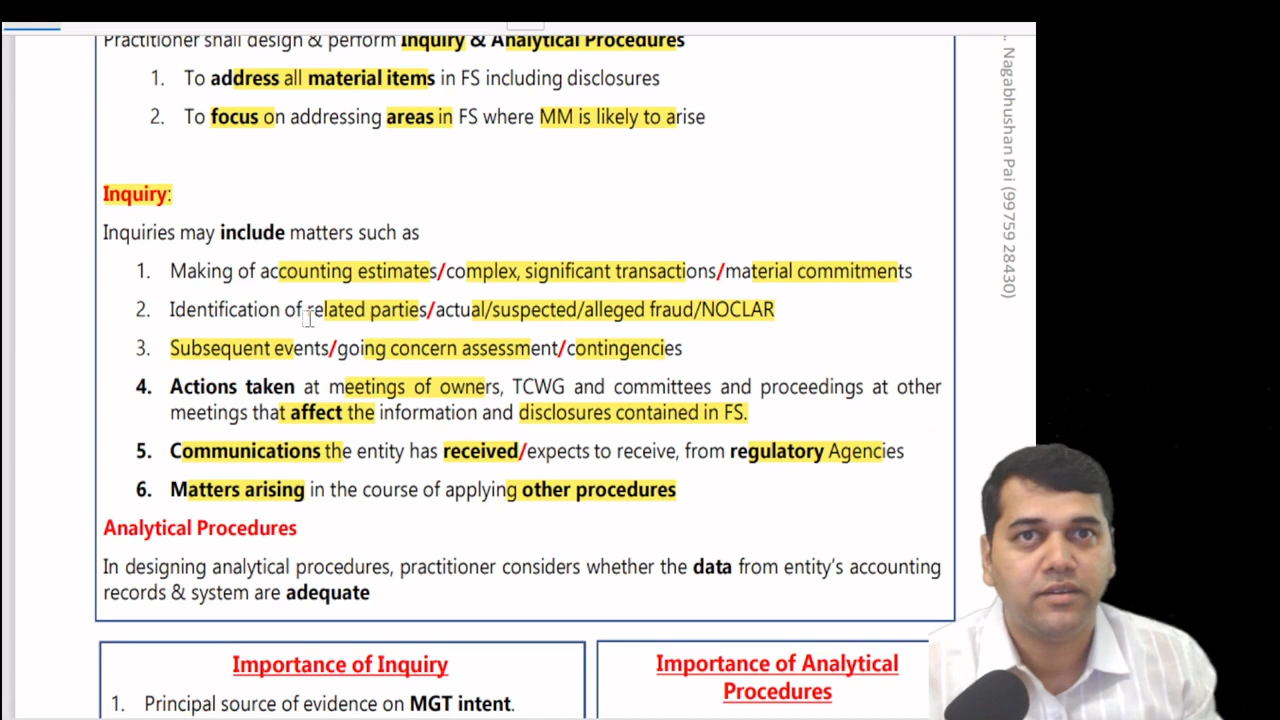 Practitioner shall design & perform Inquiry & Analytical Procedures
1. To address all material items in FS including disclosures
2. To focus on addressing areas in FS where MM is likely to arise
Inquiry:
Inquiries may include matters such as
1. Making of accounting estimates/complex, significant transactions/material commitments
2. Identification of related parties/actual/suspected/alleged fraud/NOCLAR
3. Subsequent events/going concern assessment/contingencies
4. Actions taken at meetings of owners, TCWG and committees and proceedings at other
meetings that affect the information and disclosures contained in FS.
5. Communications the entity has received/expects to receive, from regulatory Agencies
6. Matters arising in the course of applying other procedures
Analytical Procedures
In designing analytical procedures, practitioner considers whether the data from entity's accounting
records & system are adequate
Importance of Inquiry
1. Principal source of evidence on MGT intent.
Importance of Analytical
Procedures
. Nagabhushan Pai (99759 28430)